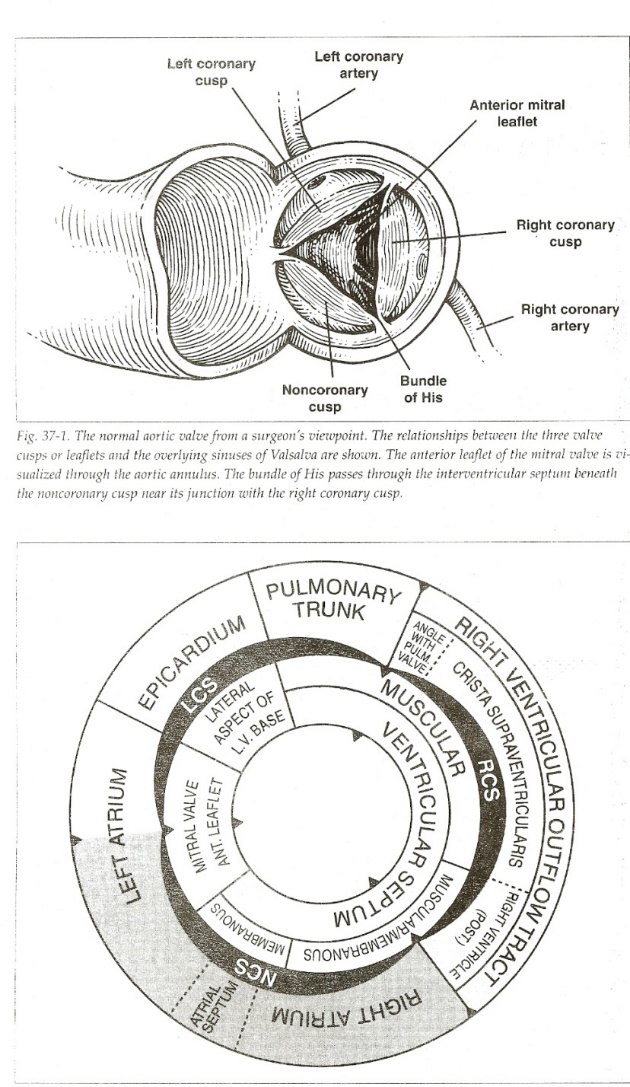 Left coronary
cusp
Left coronary
artery
Anterior mitral
leaflet
Right coronary
cusp
Right coronary
artery
Bundle
of His
Noncoronary
cusp
Fig. 37-1. The normal aortic valve from a surgeon's viewpoint. The relationships between the three valve
cusps or leaflets and the overlying sinuses of Valsalva are shown. The anterior leaflet of the mitral valve is vi-
sualized through the aortic annulus. The bundle of His passes through the interventricular septum beneath
the noncoronary cusp near its junction with the right coronary cusp.
PULMONARY
TRUNK
EPICARDIUM
LEFT ATRIUM
ATRIAL
SEPTUM
RIGHT ATRIUM
RIGHT VENTRICULAR OUTFLOW TRACT
ANGLE
WITH
PULM.
VALVE
CRISTA SUPRAVENTRICULARIS
RIGHT VENTRICLE
(POST.)
LCS
RCS
NCS
LATERAL
ASPECT OF
L.V. BASE
MITRAL VALVE
ANT. LEAFLET
MEMBRANOUS
MUSCULAR/MEMBRANOUS
MUSCULAR
VENTRICULAR SEPTUM